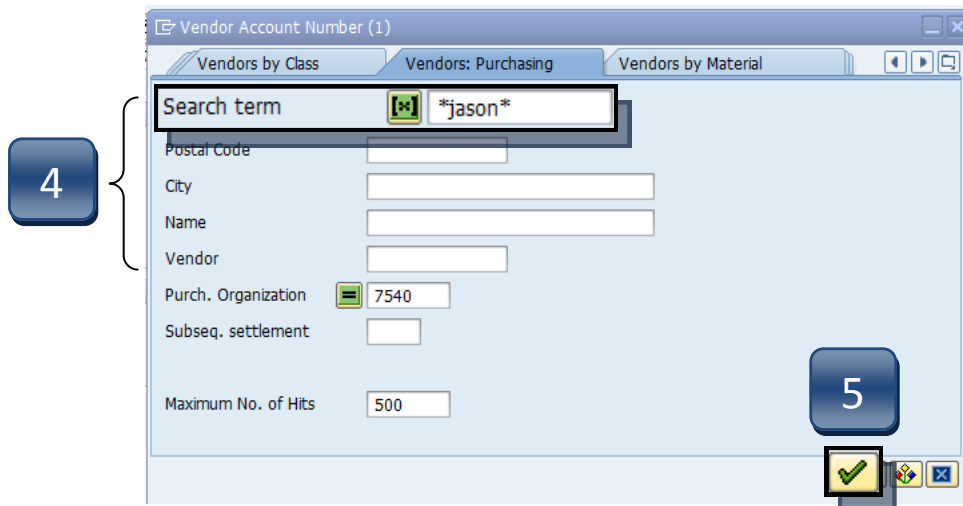 Vendor Account Number (1)
Vendors by Class Vendors: Purchasing Vendors by Material
Search term *jason*
Postal Code
City
4
Name
Vendor
Purch. Organization = 7540
Subseq. settlement
Maximum No. of Hits 500
5